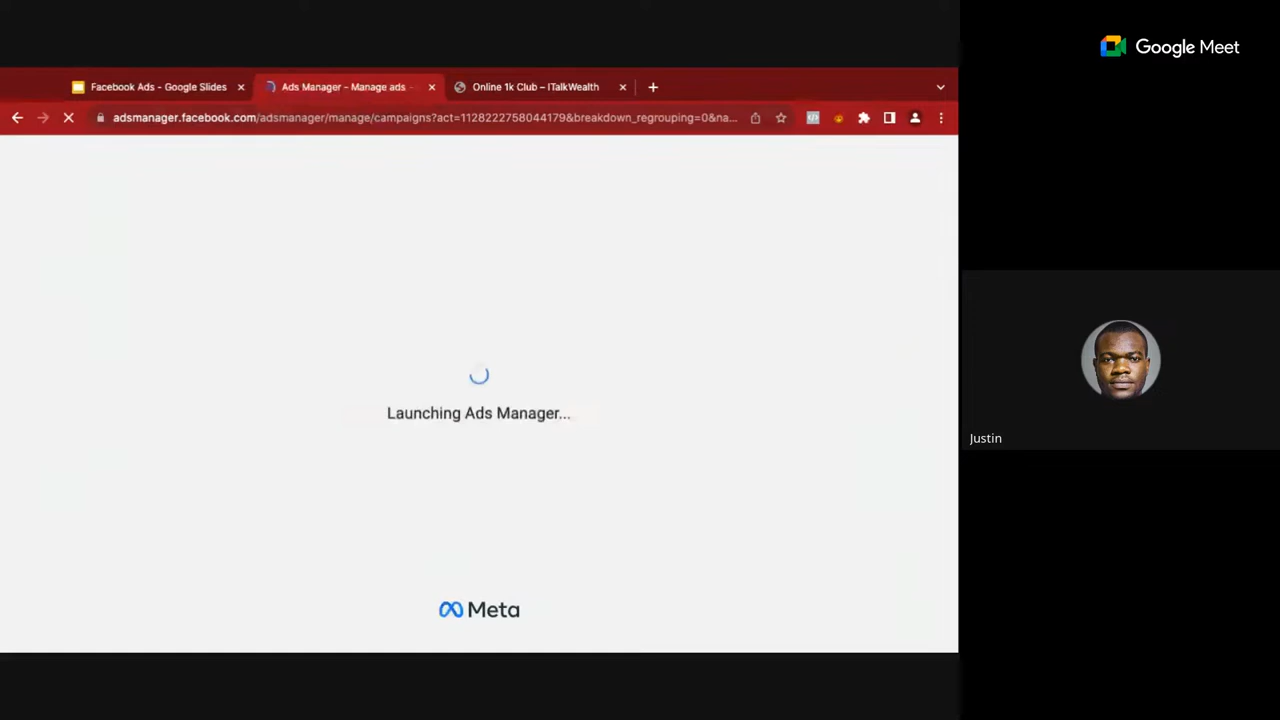 Google Meet
Facebook Ads - Google Slides
Ads Manager - Manage ads -
Online 1k Club – ITalkWealth
adsmanager.facebook.com/adsmanager/manage/campaigns?act=1128222758044179&breakdown_regrouping=0&na...
Launching Ads Manager...
Justin
Meta